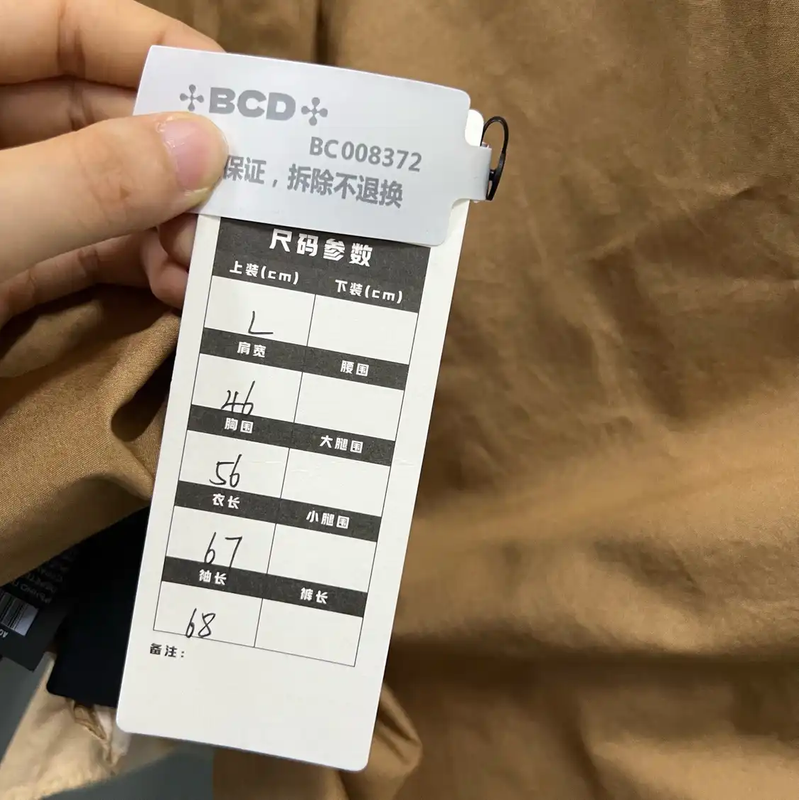 BCD
BC008372
保证，拆除不退换
尺码参数
上装(cm) 下装(cm)
L
肩宽 腰围
46
胸围 大腿围
56
衣长 小腿围
67
袖长 裤长
68
备注：